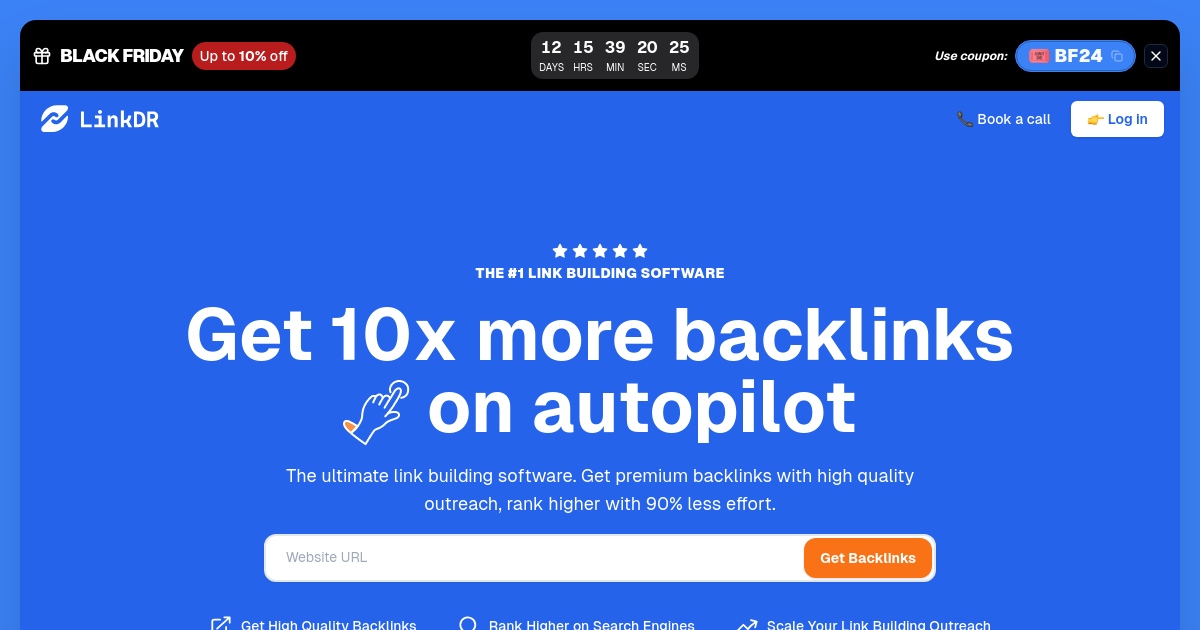 BLACK FRIDAY Up to 10% off
12 15 39 20 25
DAYS HRS MIN SEC MS
Use coupon: BF24
LinkDR
Book a call
Log in
THE #1 LINK BUILDING SOFTWARE
Get 10x more backlinks
on autopilot
The ultimate link building software. Get premium backlinks with high quality
outreach, rank higher with 90% less effort.
Website URL
Get Backlinks
Get High Quality Backlinks
Rank Higher on Search Engines
Scale Your Link Building Outreach